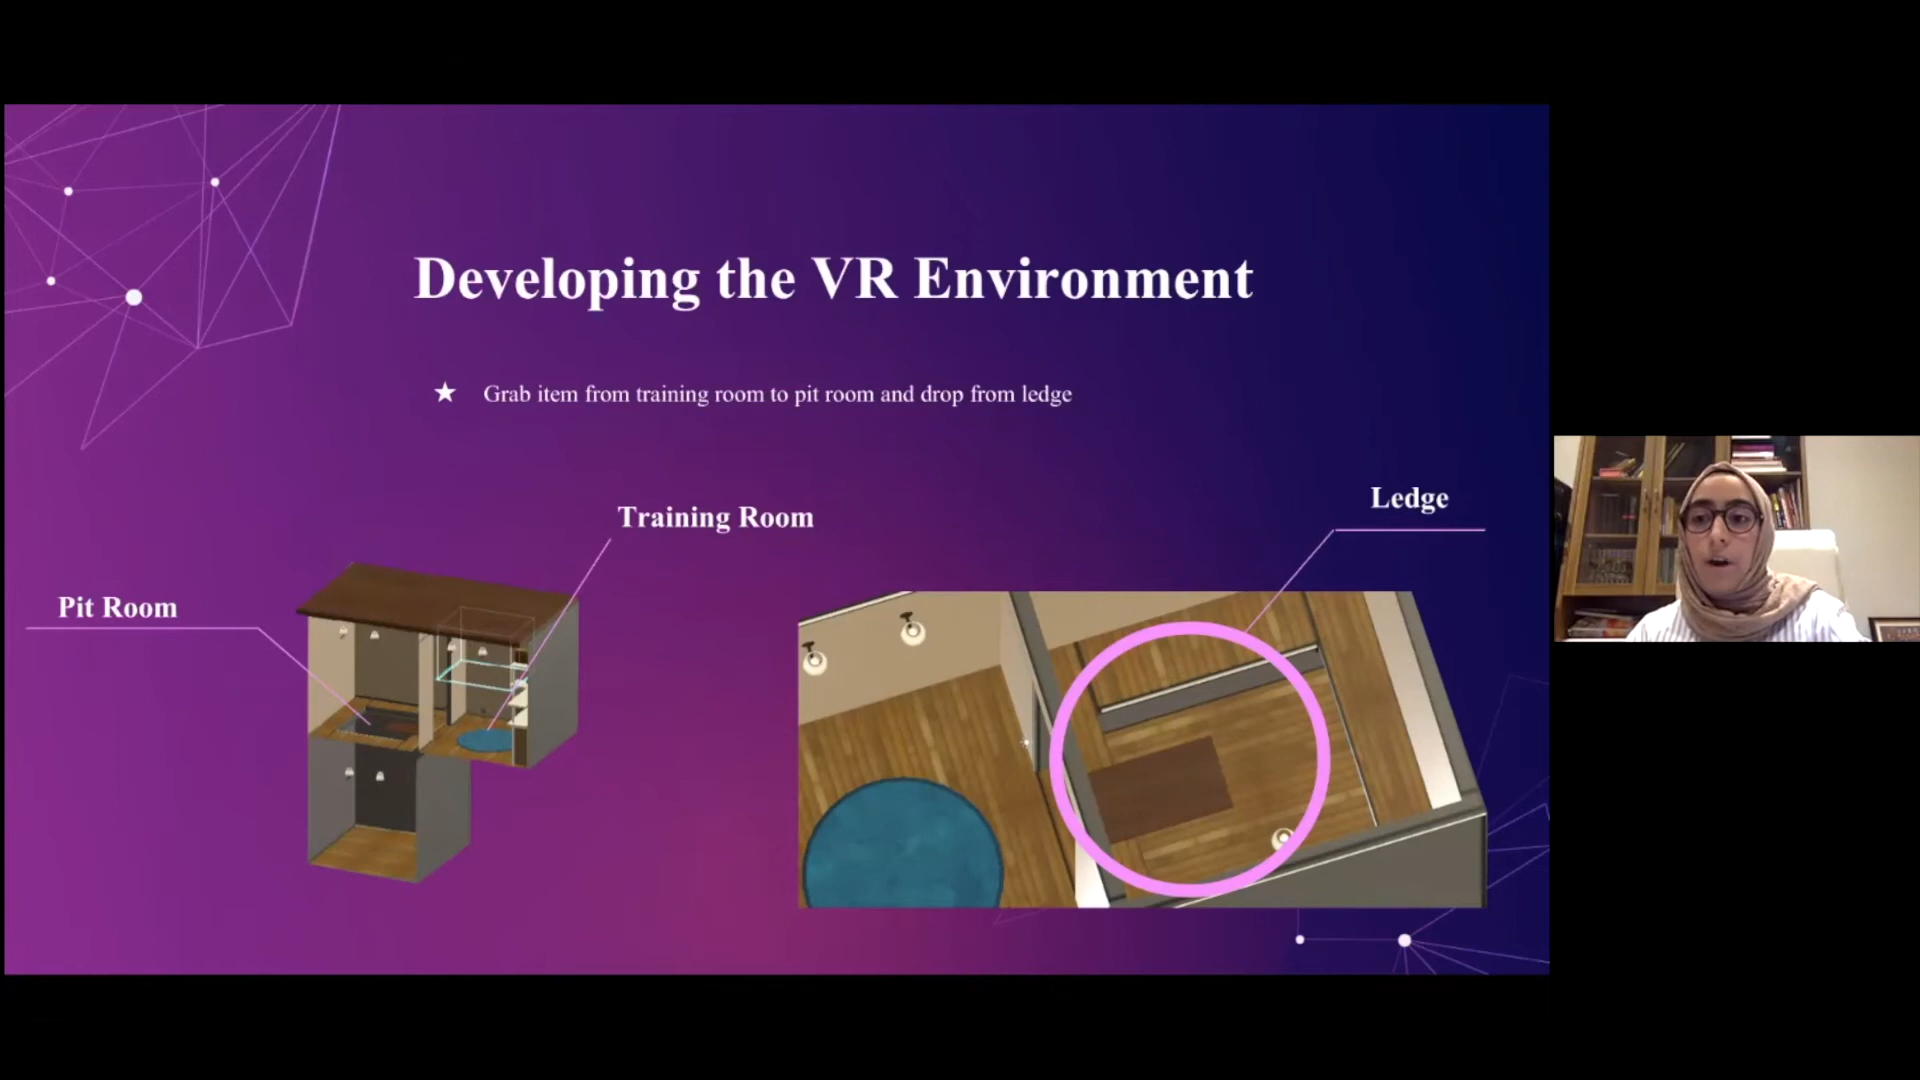 Developing the VR Environment
★ Grab item from training room to pit room and drop from ledge
Ledge
Training Room
Pit Room